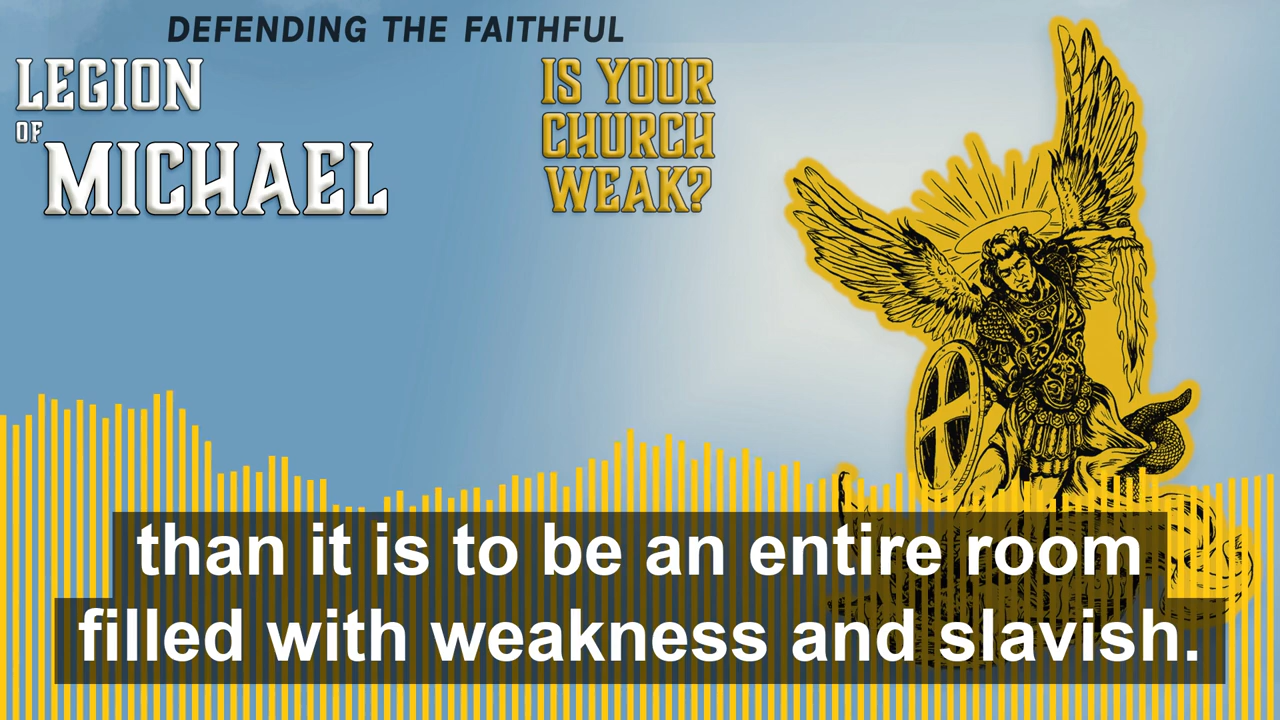 DEFENDING THE FAITHFUL
LEGION
OF
MICHAEL
IS YOUR
CHURCH
WEAK?
than it is to be an entire room
filled with weakness and slavish.